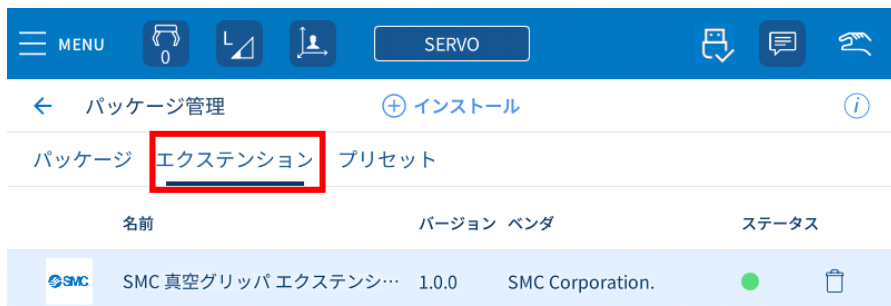 MENU 0 L SERVO
パッケージ管理 インストール i
パッケージ エクステンション プリセット
名前 バージョン ベンダ ステータス
SMC SMC 真空グリッパ エクステンシ… 1.0.0 SMC Corporation.